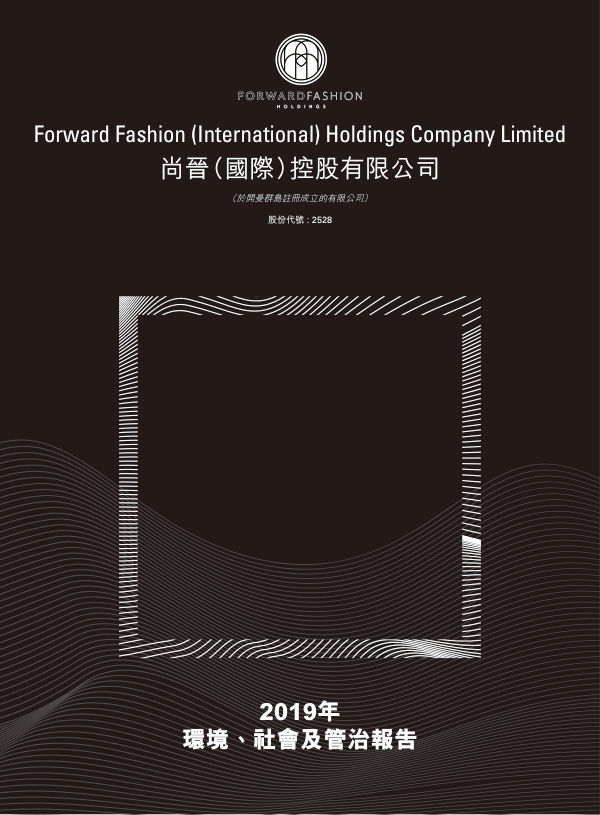 FORWARDFASHION
HOLDINGS
Forward Fashion (International) Holdings Company Limited
尚晉(國際)控股有限公司
(於開曼群島註冊成立的有限公司)
股份代號 : 2528
2019年
環境、社會及管治報告